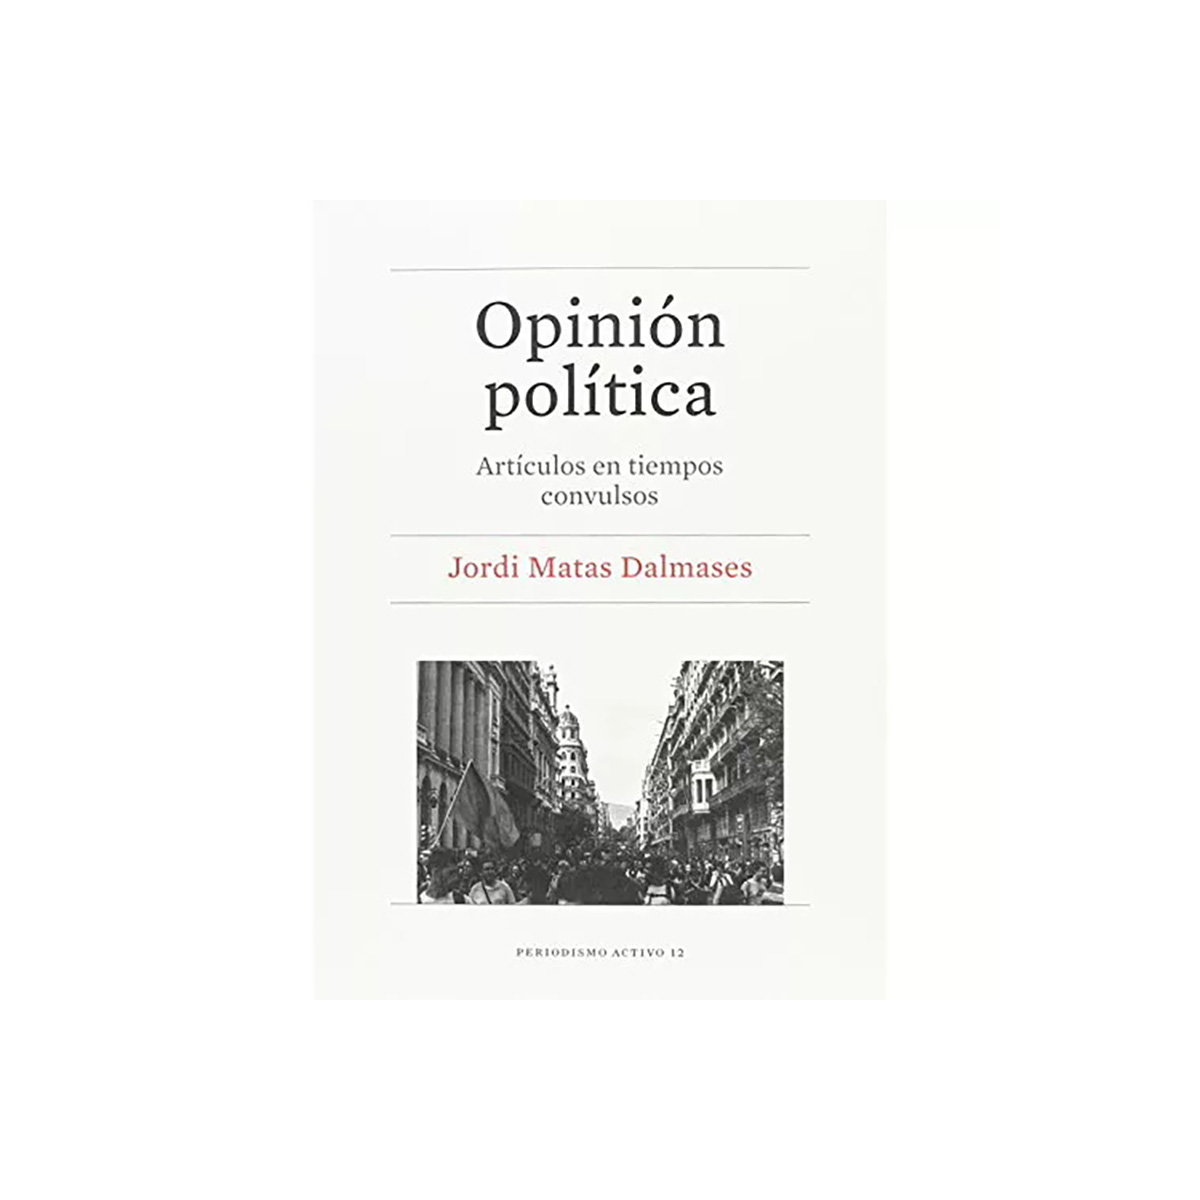 Opinión
política
Artículos en tiempos
convulsos
Jordi Matas Dalmases
PERIODISMO ACTIVO 12